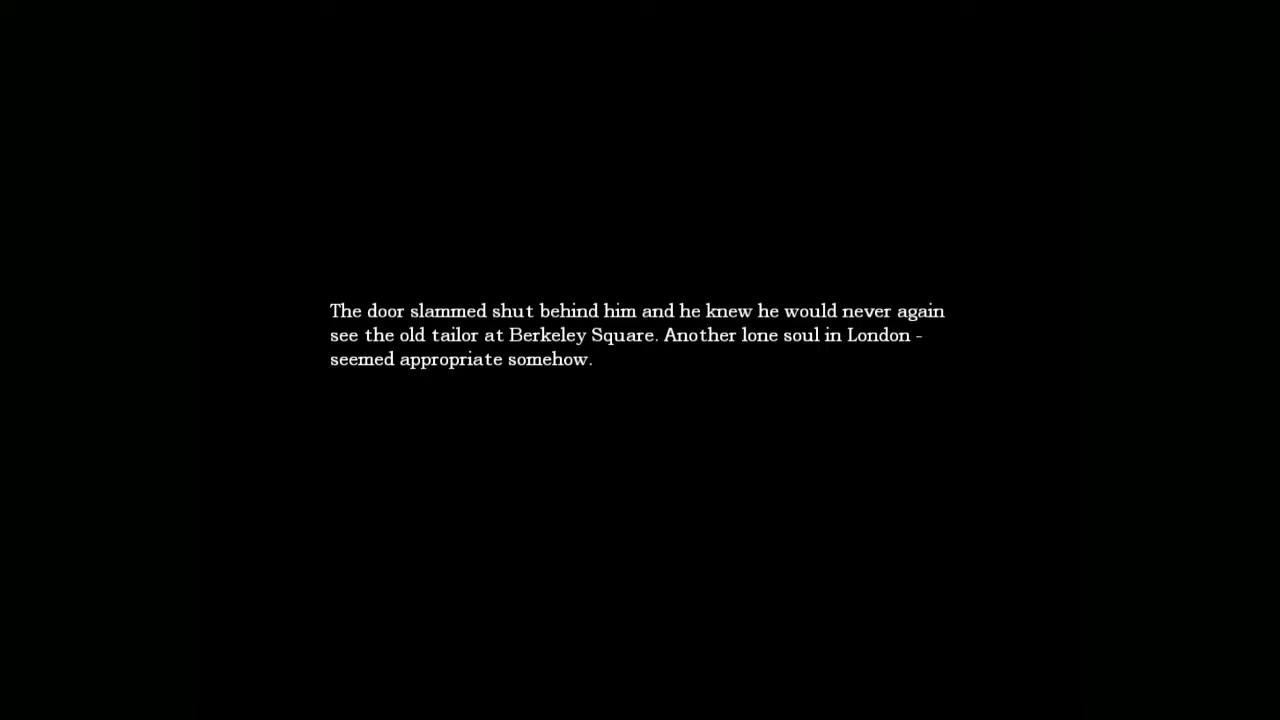 The door slammed shut behind him and he knew he would never again
see the old tailor at Berkeley Square. Another lone soul in London -
seemed appropriate somehow.